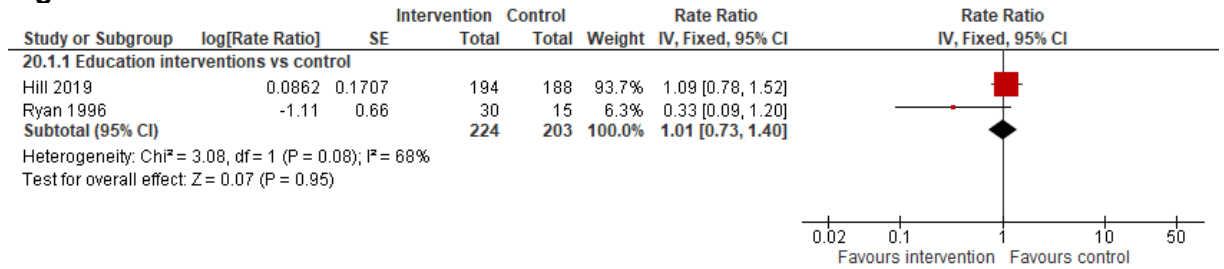 Intervention Control Rate Ratio Rate Ratio
Study or Subgroup log[Rate Ratio] SE Total Total Weight IV, Fixed, 95% CI IV, Fixed, 95% CI
20.1.1 Education interventions vs control
Hill 2019 0.0862 0.1707 194 188 93.7% 1.09 [0.78, 1.52]
Ryan 1996 -1.11 0.66 30 15 6.3% 0.33 [0.09, 1.20]
Subtotal (95% CI) 224 203 100.0% 1.01 [0.73, 1.40]
Heterogeneity: Chi² = 3.08, df = 1 (P = 0.08); I² = 68%
Test for overall effect: Z = 0.07 (P = 0.95)
0.02 0.1 1 10 50
Favours intervention Favours control